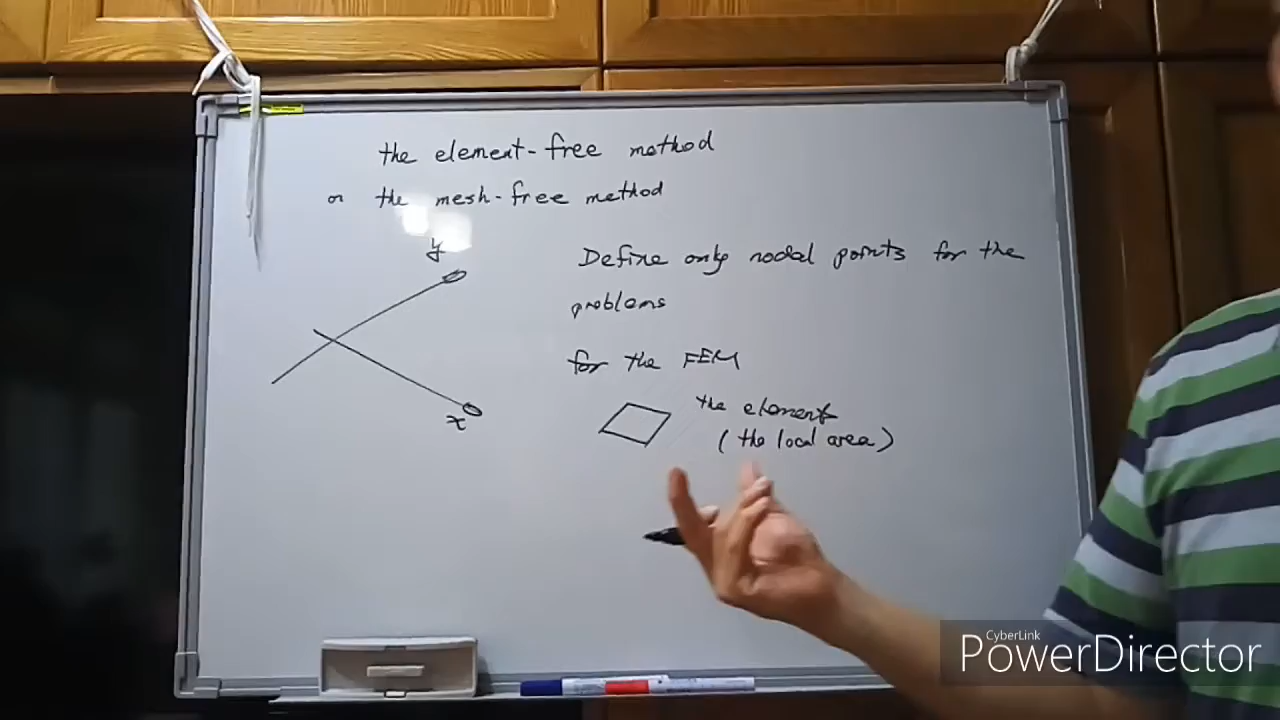 the element-free method
or the mesh-free method
y
Define only nodal points for the
problems
for the FEM
the element
(the local area)
x
CyberLink
PowerDirector